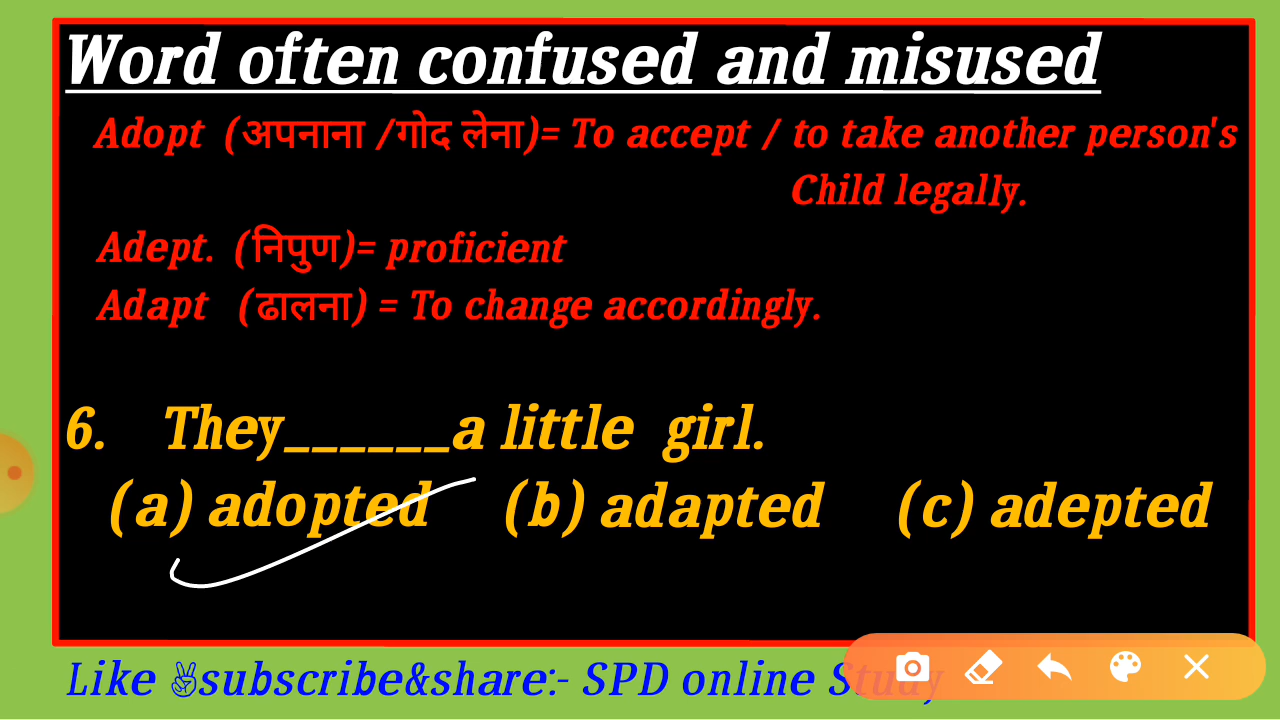 Word often confused and misused
Adopt (अपनाना /गोद लेना)= To accept / to take another person's
Child legally.
Adept. (निपुण)= proficient
Adapt (ढालना) = To change accordingly.
6. They______a little girl.
(a) adopted (b) adapted (c) adepted
Like ✌subscribe&share:- SPD online Study